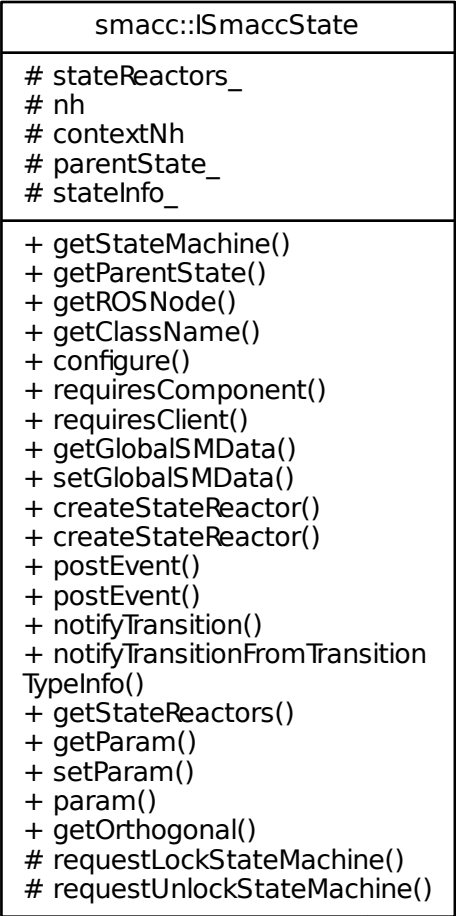 smacc::ISmaccState
# stateReactors_
# nh
# contextNh
# parentState_
# stateInfo_
+ getStateMachine()
+ getParentState()
+ getROSNode()
+ getClassName()
+ configure()
+ requiresComponent()
+ requiresClient()
+ getGlobalSMData()
+ setGlobalSMData()
+ createStateReactor()
+ createStateReactor()
+ postEvent()
+ postEvent()
+ notifyTransition()
+ notifyTransitionFromTransition
TypeInfo()
+ getStateReactors()
+ getParam()
+ setParam()
+ param()
+ getOrthogonal()
# requestLockStateMachine()
# requestUnlockStateMachine()